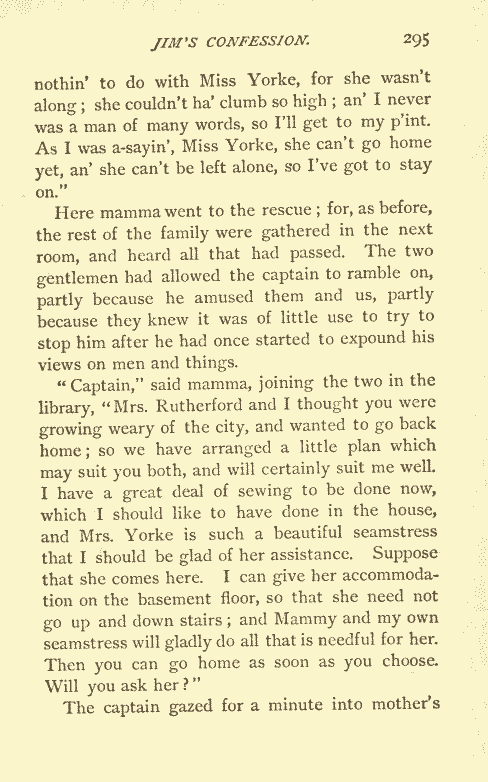 JIM'S CONFESSION. 295
nothin' to do with Miss Yorke, for she wasn't
along; she couldn't ha' clumb so high; an' I never
was a man of many words, so I'll get to my p'int.
As I was a-sayin', Miss Yorke, she can't go home
yet, an' she can't be left alone, so I've got to stay
on."
Here mamma went to the rescue; for, as before,
the rest of the family were gathered in the next
room, and heard all that had passed. The two
gentlemen had allowed the captain to ramble on,
partly because he amused them and us, partly
because they knew it was of little use to try to
stop him after he had once started to expound his
views on men and things.
"Captain," said mamma, joining the two in the
library, "Mrs. Rutherford and I thought you were
growing weary of the city, and wanted to go back
home; so we have arranged a little plan which
may suit you both, and will certainly suit me well.
I have a great deal of sewing to be done now,
which I should like to have done in the house,
and Mrs. Yorke is such a beautiful seamstress
that I should be glad of her assistance. Suppose
that she comes here. I can give her accommoda-
tion on the basement floor, so that she need not
go up and down stairs; and Mammy and my own
seamstress will gladly do all that is needful for her.
Then you can go home as soon as you choose.
Will you ask her?"
The captain gazed for a minute into mother's